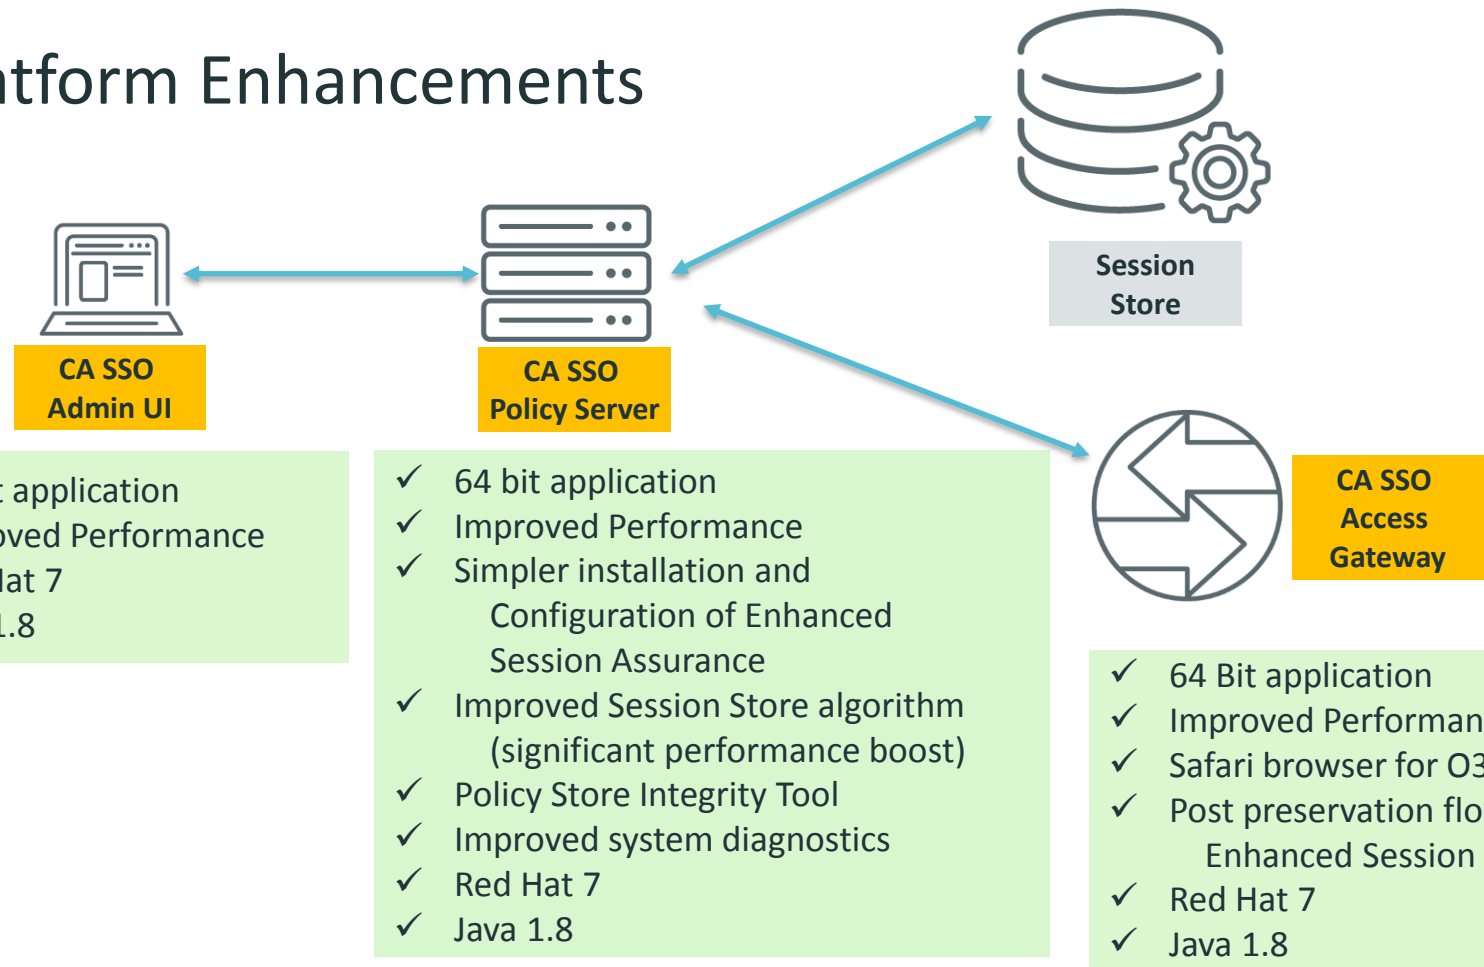 tform Enhancements
Session
Store
CA SSO
Admin UI
CA SSO
Policy Server
CA SSO
Access
Gateway
application
oved Performance
Hat 7
1.8
✓ 64 bit application
✓ Improved Performance
✓ Simpler installation and
Configuration of Enhanced
Session Assurance
✓ Improved Session Store algorithm
(significant performance boost)
✓ Policy Store Integrity Tool
✓ Improved system diagnostics
✓ Red Hat 7
✓ Java 1.8
✓ 64 Bit application
✓ Improved Performan
✓ Safari browser for O3
✓ Post preservation flo
Enhanced Session
✓ Red Hat 7
✓ Java 1.8